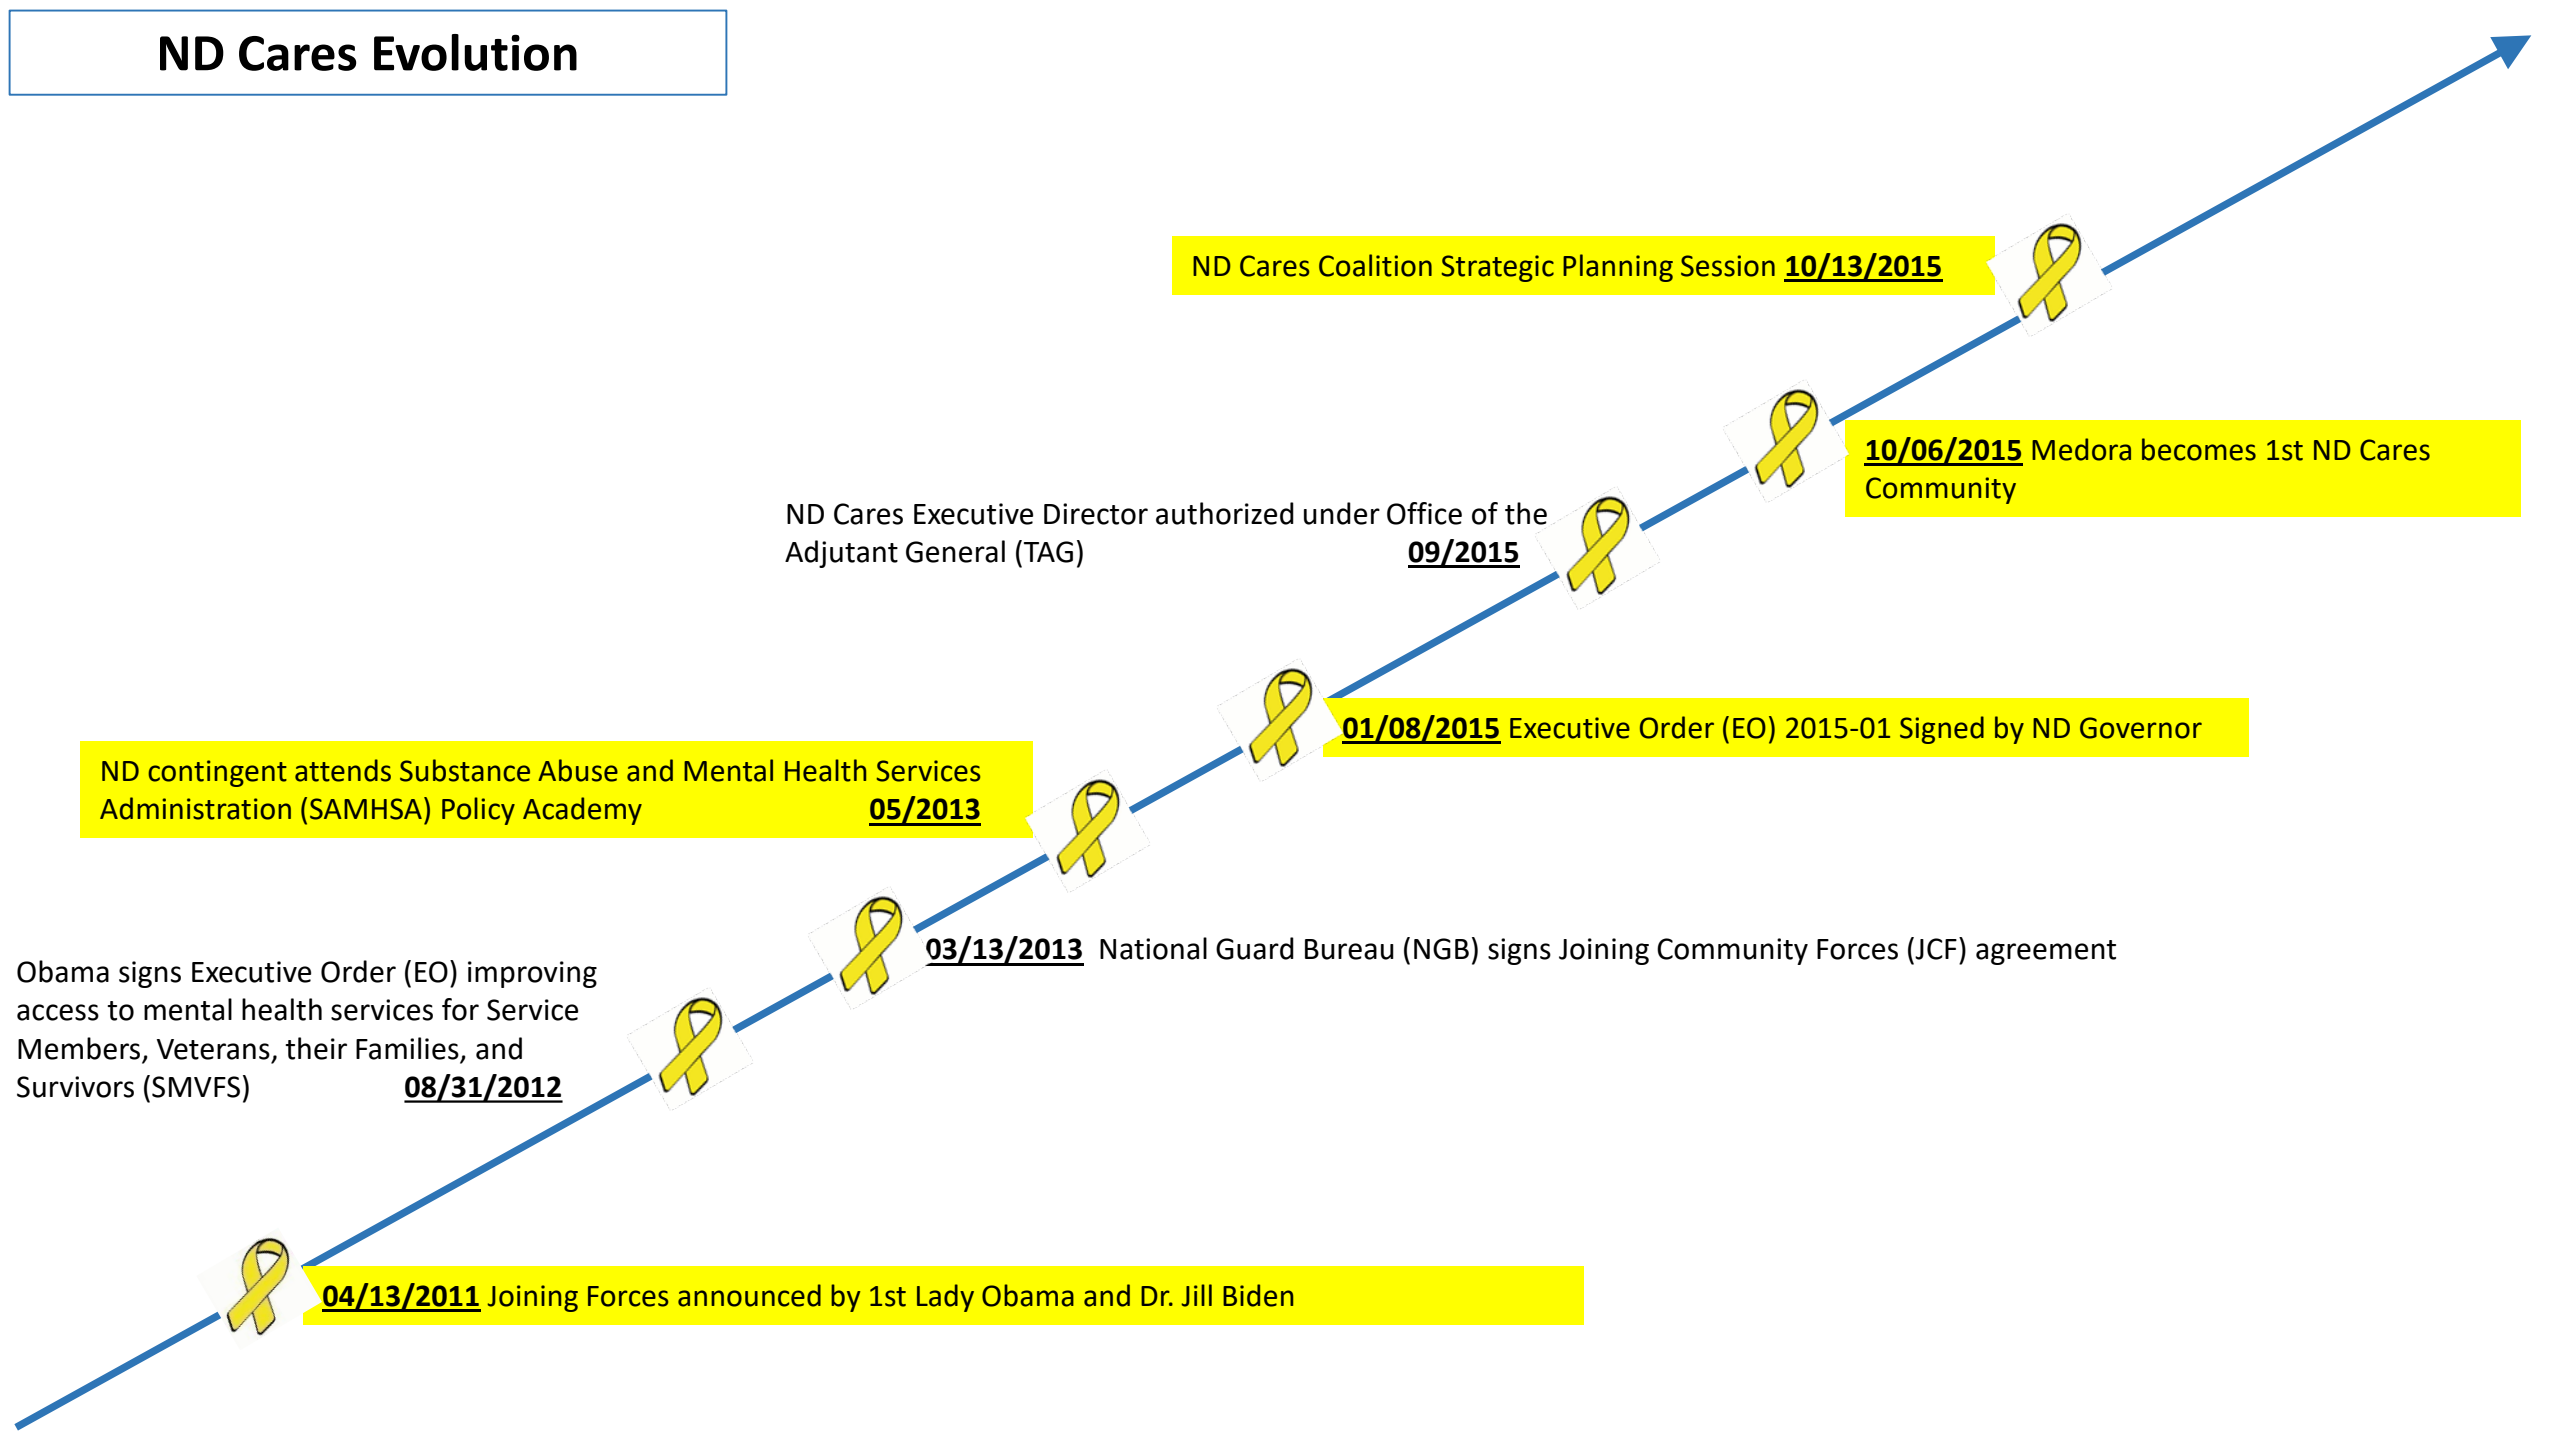 ND Cares Evolution
ND Cares Coalition Strategic Planning Session 10/13/2015
10/06/2015 Medora becomes 1st ND Cares
Community
ND Cares Executive Director authorized under Office of the
Adjutant General (TAG) 09/2015
01/08/2015 Executive Order (EO) 2015-01 Signed by ND Governor
ND contingent attends Substance Abuse and Mental Health Services
Administration (SAMHSA) Policy Academy 05/2013
03/13/2013 National Guard Bureau (NGB) signs Joining Community Forces (JCF) agreement
Obama signs Executive Order (EO) improving
access to mental health services for Service
Members, Veterans, their Families, and
Survivors (SMVFS) 08/31/2012
04/13/2011 Joining Forces announced by 1st Lady Obama and Dr. Jill Biden